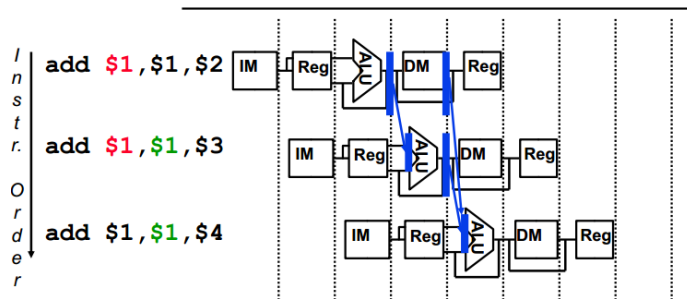 Instr. Order
add $1,$1,$2
IM
Reg
ALU
DM
Reg
add $1,$1,$3
IM
Reg
ALU
DM
Reg
add $1,$1,$4
IM
Reg
ALU
DM
Reg